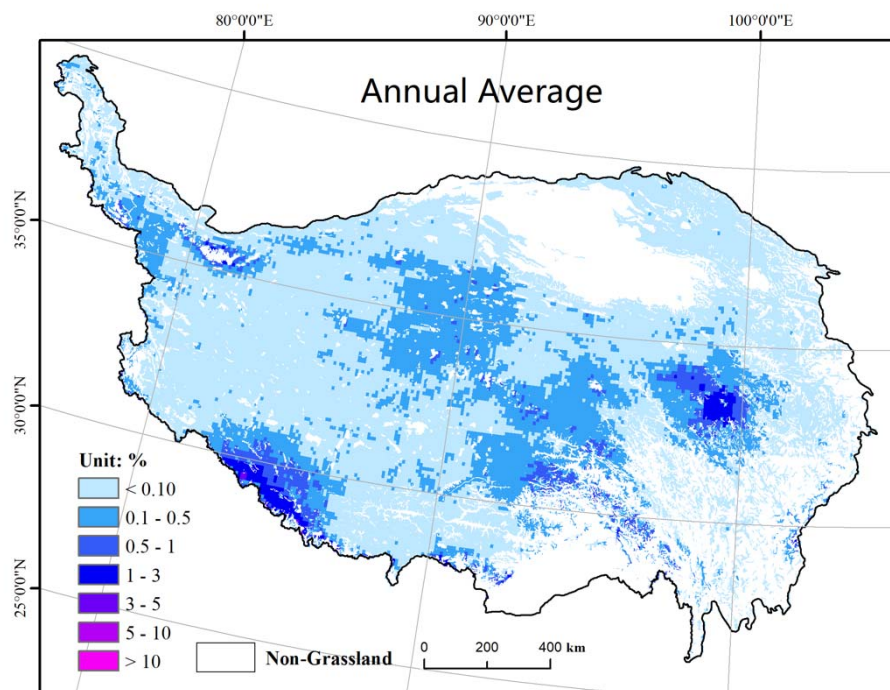 80°0'0"E 90°0'0"E 100°0'0"E
Annual Average
35°0'0"N
30°0'0"N
25°0'0"N
Unit: %
< 0.10
0.1 - 0.5
0.5 - 1
1 - 3
3 - 5
5 - 10
> 10
Non-Grassland
0 200 400 km